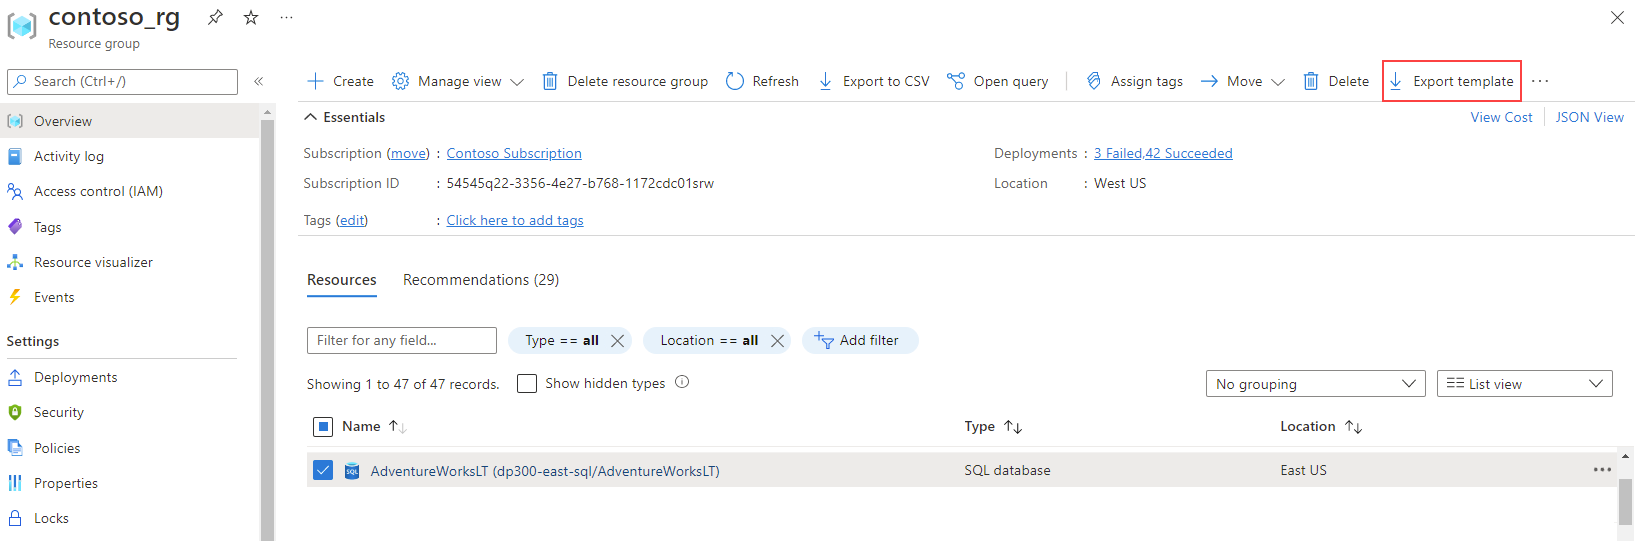 contoso_rg ...
Resource group
Search (Ctrl+/) «
Overview
Activity log
Access control (IAM)
Tags
Resource visualizer
Events
Settings
Deployments
Security
Policies
Properties
Locks
Create Manage view Delete resource group Refresh Export to CSV Open query Assign tags Move Delete Export template ...
Essentials View Cost JSON View
Subscription (move) : Contoso Subscription Deployments : 3 Failed,42 Succeeded
Subscription ID : 54545q22-3356-4e27-b768-1172cdc01srw Location : West US
Tags (edit) : Click here to add tags
Resources Recommendations (29)
Filter for any field... Type == all Location == all Add filter
Showing 1 to 47 of 47 records. Show hidden types No grouping List view
Name Type Location
SQL AdventureWorksLT (dp300-east-sql/AdventureWorksLT) SQL database East US ...